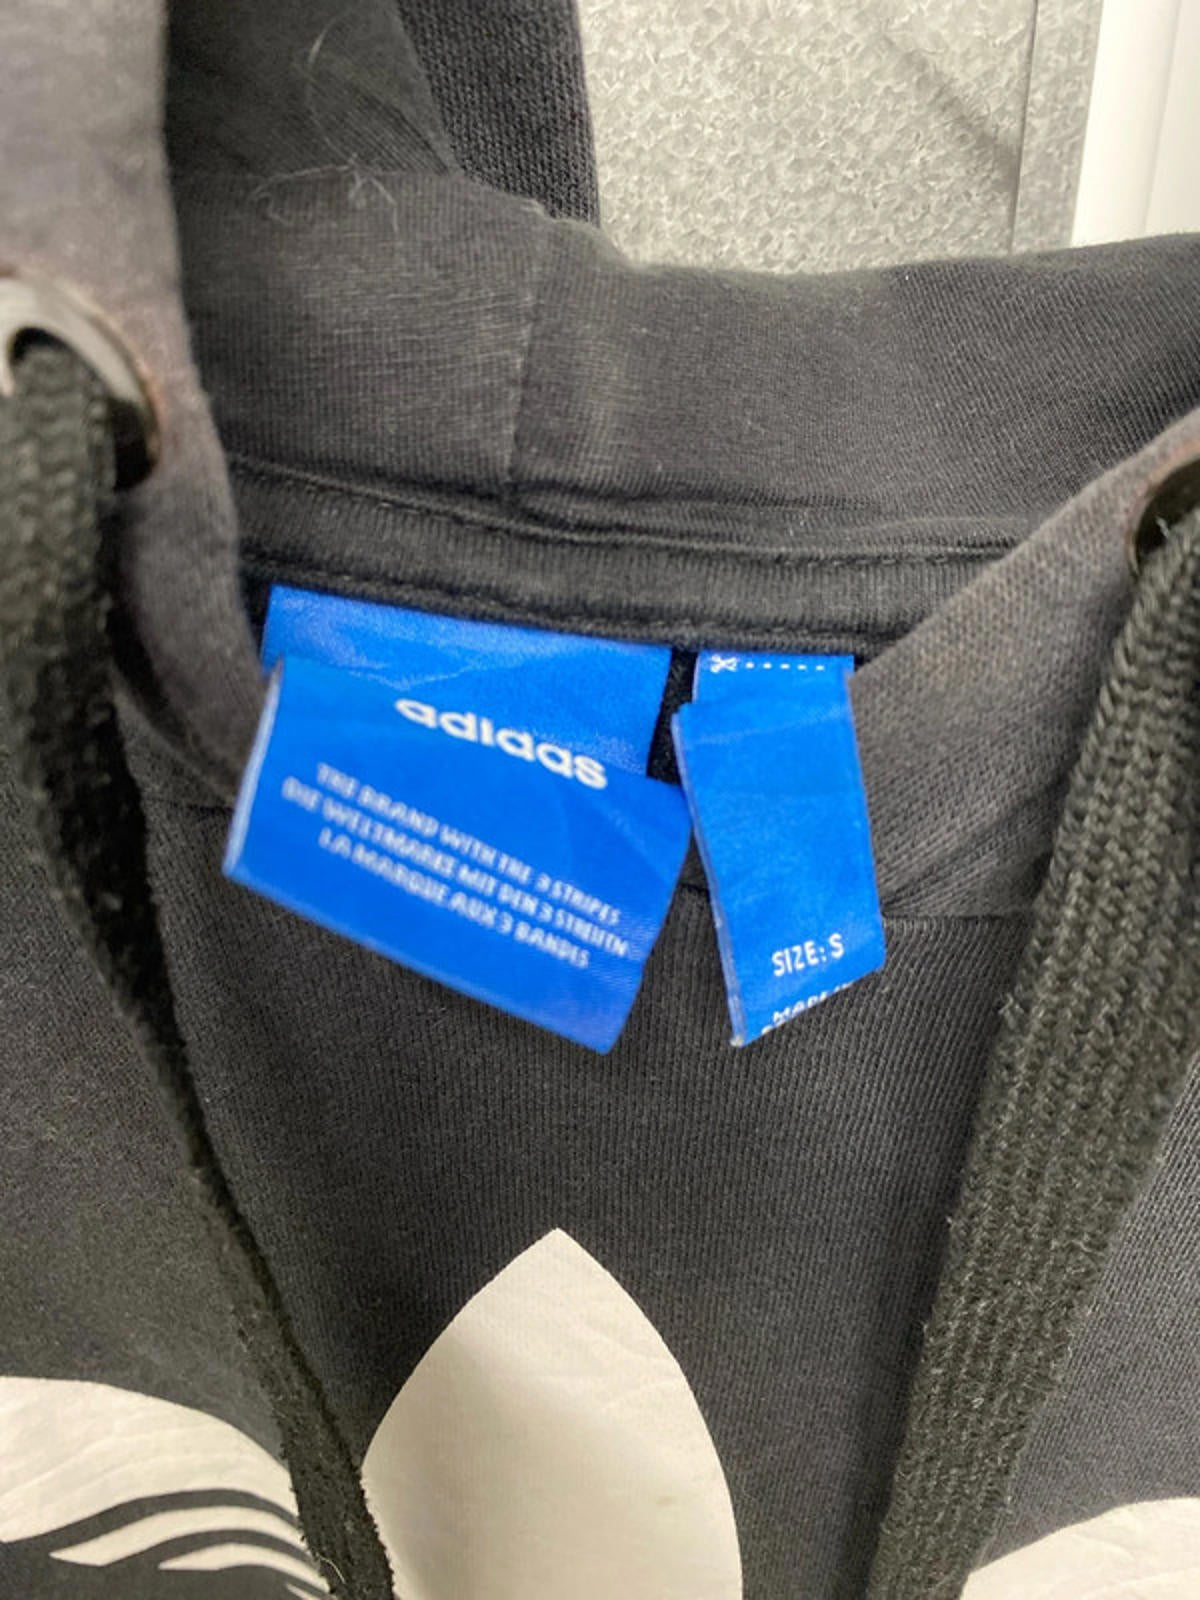 adidas
THE BRAND WITH THE 3 STRIPES
DIE WELTMARKE MIT DEN 3 STREIFEN
LA MARQUE AUX 3 BANDES
SIZE: S
MADE